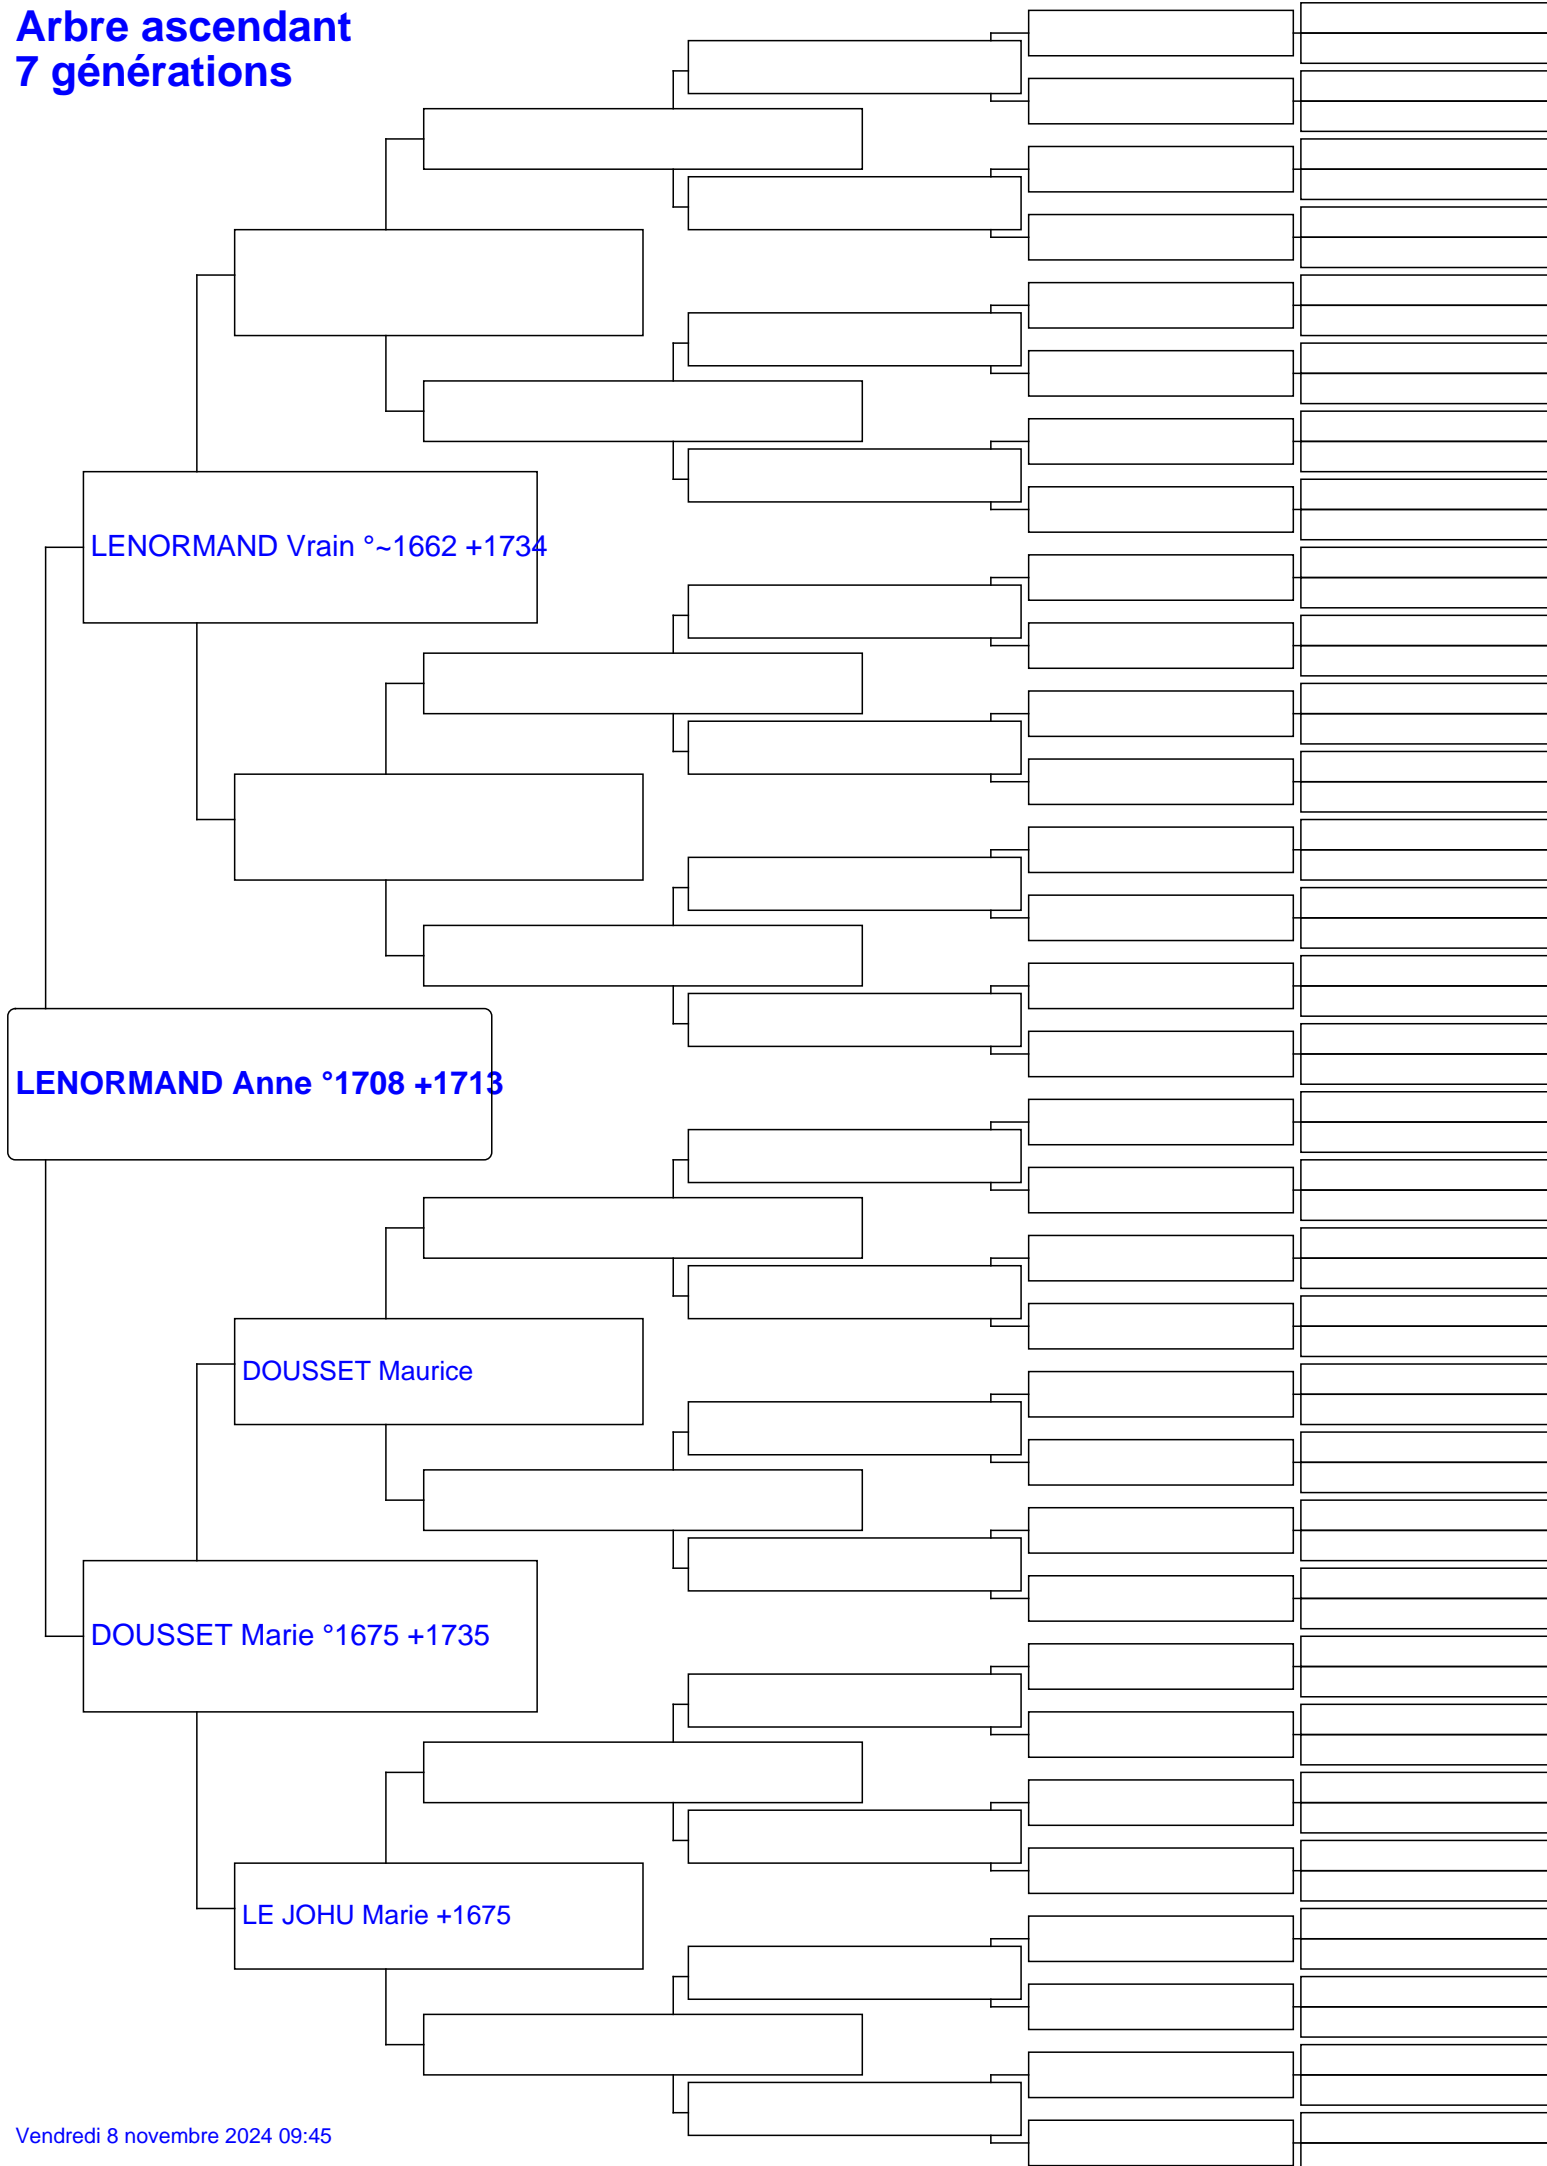 Arbre ascendant
7 générations
LENORMAND Vrain °~1662 +1734
LENORMAND Anne °1708 +1713
DOUSSET Maurice
DOUSSET Marie °1675 +1735
LE JOHU Marie +1675
Vendredi 8 novembre 2024 09:45